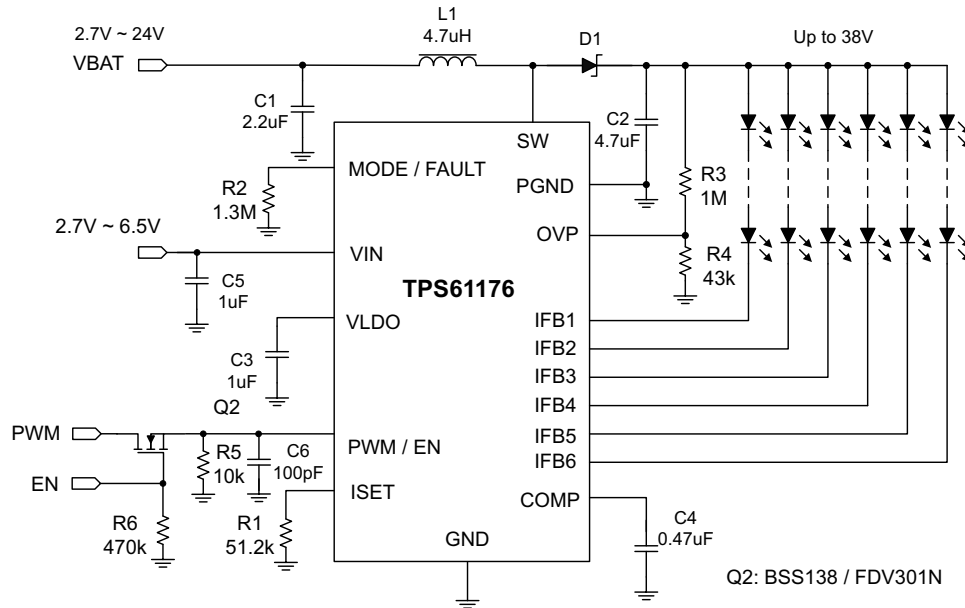 L1
4.7uH
2.7V ~ 24V
VBAT
D1
Up to 38V
C1
2.2uF
SW
C2
4.7uF
MODE / FAULT
PGND
R2
1.3M
R3
1M
2.7V ~ 6.5V
OVP
VIN
R4
43k
C5
1uF
TPS61176
VLDO
IFB1
IFB2
C3
1uF
IFB3
Q2
IFB4
PWM
PWM / EN
IFB5
R5
10k
C6
100pF
IFB6
EN
ISET
COMP
R6
470k
R1
51.2k
C4
0.47uF
GND
Q2: BSS138 / FDV301N